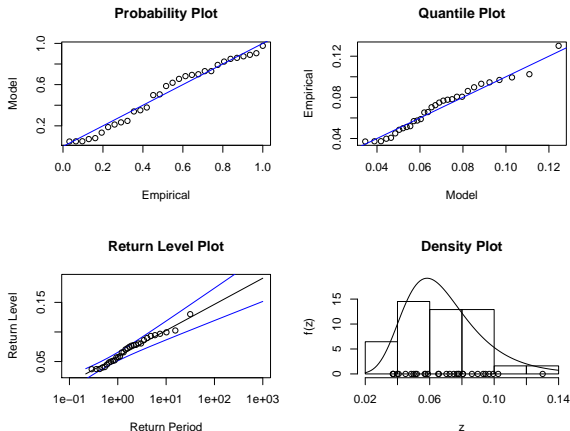 Probability Plot
Model
0.2 0.6 1.0
0.0 0.2 0.4 0.6 0.8 1.0
Empirical
Quantile Plot
Empirical
0.04 0.08 0.12
0.04 0.06 0.08 0.10 0.12
Model
Return Level Plot
Return Level
0.05 0.15
1e−01 1e+00 1e+01 1e+02 1e+03
Return Period
Density Plot
f(z)
0 5 10 15
0.02 0.06 0.10 0.14
z